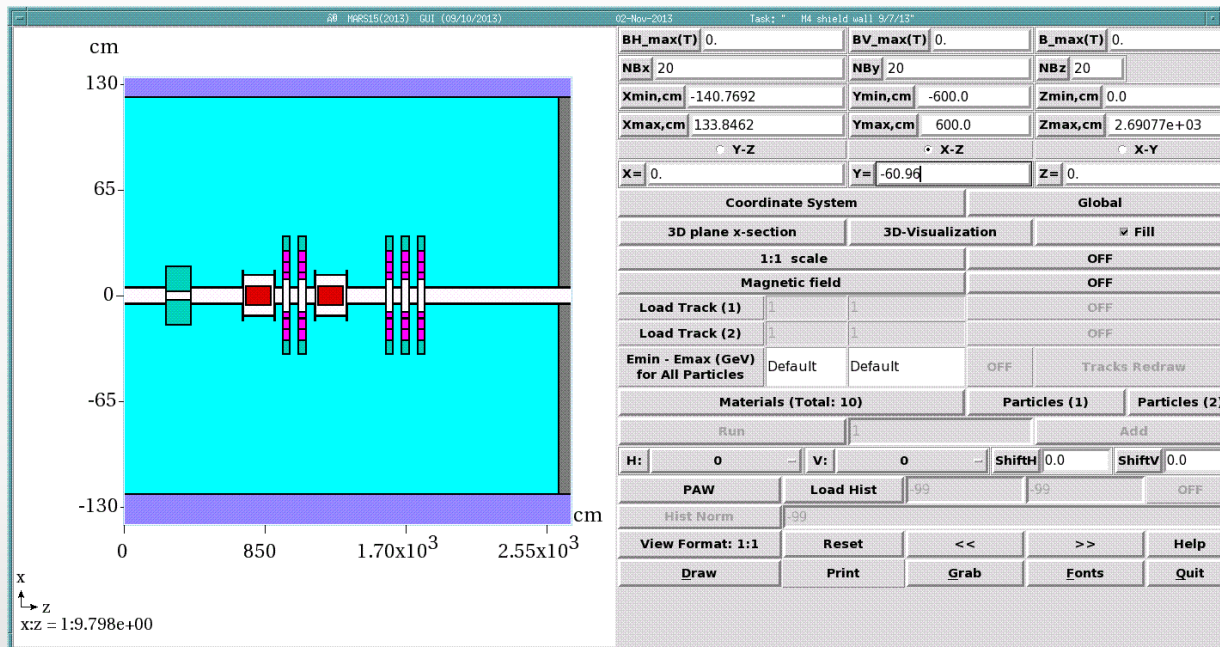 MARS15(2013) GUI (09/10/2013) 02-Nov-2013 Task: " M4 shield wall 9/7/13"
cm
130
65
0
-65
-130
cm
0 850 1.70x10³ 2.55x10³
x
z
x:z = 1:9.798e+00
BH_max(T) 0. BV_max(T) 0. B_max(T) 0.
NBx 20 NBy 20 NBz 20
Xmin,cm -140.7692 Ymin,cm -600.0 Zmin,cm 0.0
Xmax,cm 133.8462 Ymax,cm 600.0 Zmax,cm 2.69077e+03
Y-Z X-Z X-Y
X= 0. Y= -60.96 Z= 0.
Coordinate System Global
3D plane x-section 3D-Visualization Fill
1:1 scale OFF
Magnetic field OFF
Load Track (1) 1 1 OFF
Load Track (2) 1 1 OFF
Emin - Emax (GeV)
for All Particles Default Default OFF Tracks Redraw
Materials (Total: 10) Particles (1) Particles (2)
Run 1 Add
H: 0 V: 0 ShiftH 0.0 ShiftV 0.0
PAW Load Hist -99 -99 OFF
Hist Norm -99
View Format: 1:1 Reset << >> Help
Draw Print Grab Fonts Quit